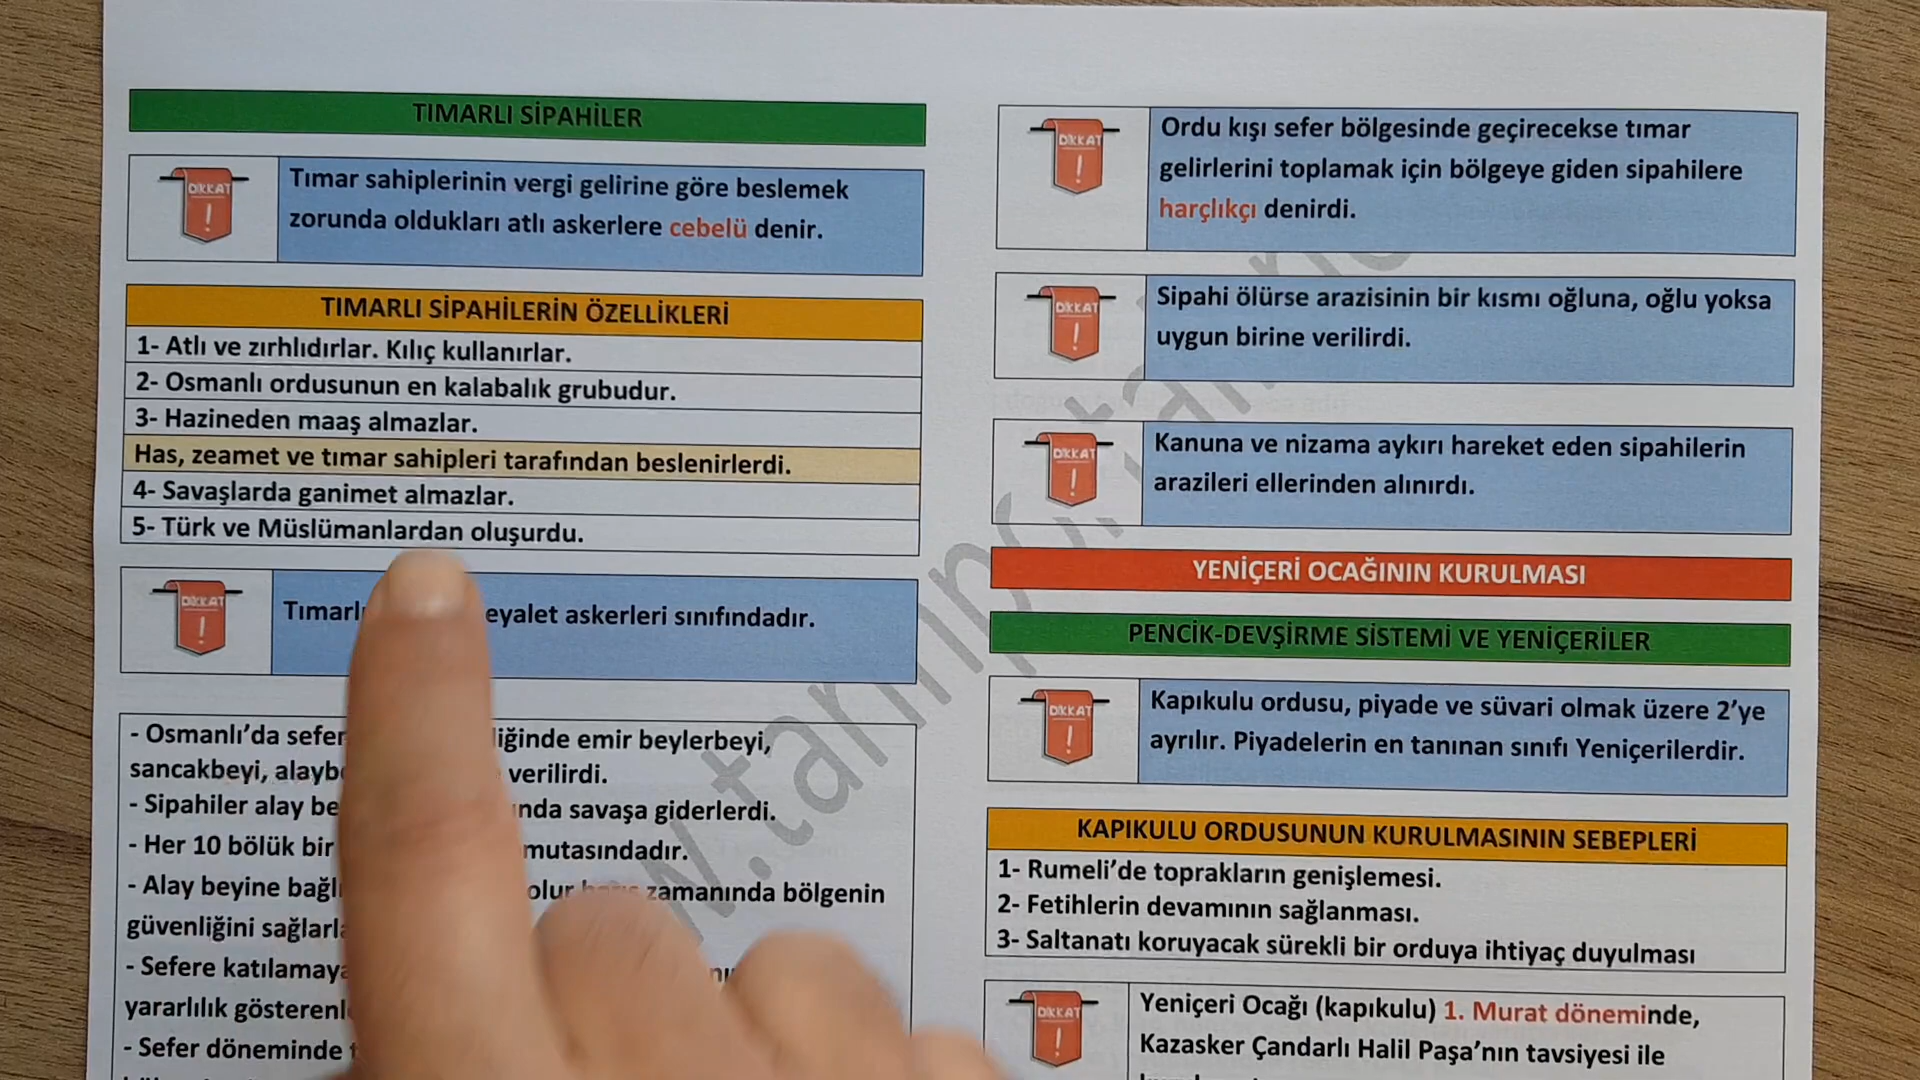 TIMARLI SİPAHİLER
DİKKAT
!
Tımar sahiplerinin vergi gelirine göre beslemek
zorunda oldukları atlı askerlere cebelü denir.
TIMARLI SİPAHİLERİN ÖZELLİKLERİ
1- Atlı ve zırhlıdırlar. Kılıç kullanırlar.
2- Osmanlı ordusunun en kalabalık grubudur.
3- Hazineden maaş almazlar.
Has, zeamet ve tımar sahipleri tarafından beslenirlerdi.
4- Savaşlarda ganimet almazlar.
5- Türk ve Müslümanlardan oluşurdu.
DİKKAT
!
eyalet askerleri sınıfındadır.
- Osmanlı’da sefer emir beylerbeyi,
sancakbeyi, verilirdi.
- Sipahiler alay savaşa giderlerdi.
- Her 10 bölük bir
- Alay beyine zamanında bölgenin
güvenliğini
- Sefere
yararlılık
- Sefer döneminde
DİKKAT
!
Ordu kışı sefer bölgesinde geçirecekse tımar
gelirlerini toplamak için bölgeye giden sipahilere
harçlıkçı denirdi.
DİKKAT
!
Sipahi ölürse arazisinin bir kısmı oğluna, oğlu yoksa
uygun birine verilirdi.
DİKKAT
!
Kanuna ve nizama aykırı hareket eden sipahilerin
arazileri ellerinden alınırdı.
YENİÇERİ OCAĞININ KURULMASI
PENCİK-DEVŞİRME SİSTEMİ VE YENİÇERİLER
DİKKAT
!
Kapıkulu ordusu, piyade ve süvari olmak üzere 2’ye
ayrılır. Piyadelerin en tanınan sınıfı Yeniçerilerdir.
KAPIKULU ORDUSUNUN KURULMASININ SEBEPLERİ
1- Rumeli’de toprakların genişlemesi.
2- Fetihlerin devamının sağlanması.
3- Saltanatı koruyacak sürekli bir orduya ihtiyaç duyulması
DİKKAT
!
Yeniçeri Ocağı (kapıkulu) 1. Murat döneminde,
Kazasker Çandarlı Halil Paşa’nın tavsiyesi ile